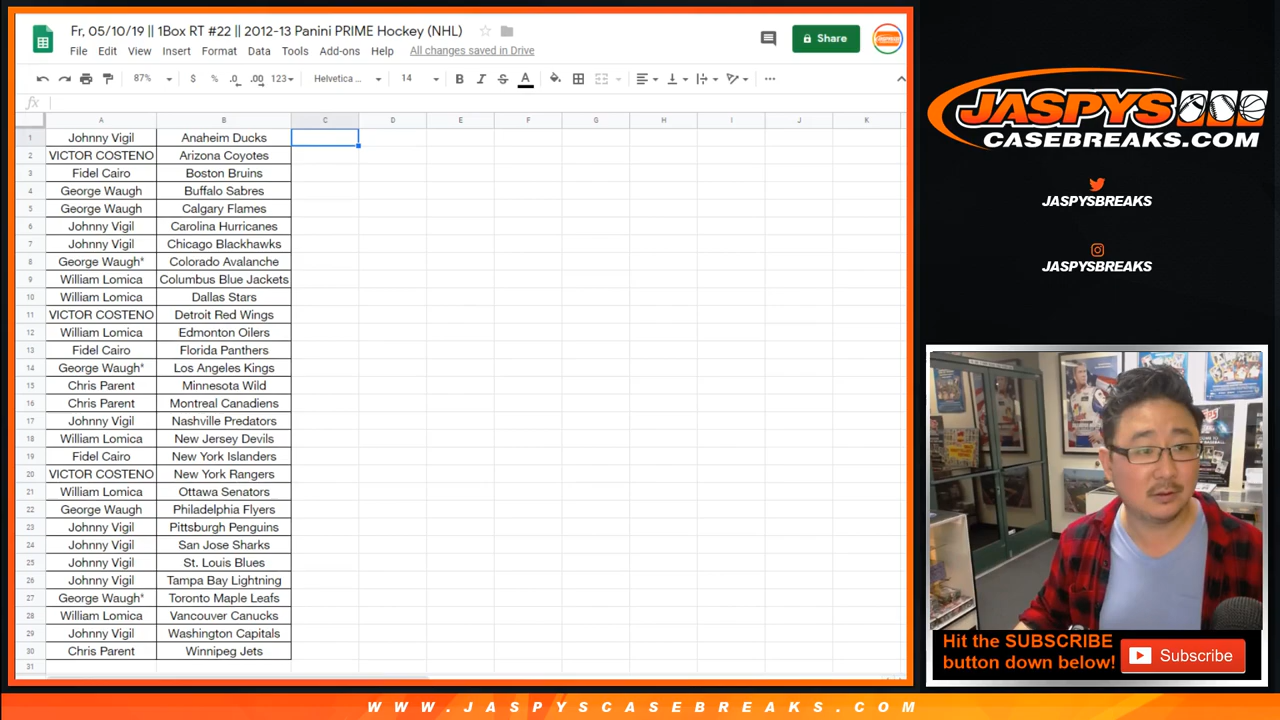 Fr, 05/10/19 || 1Box RT #22 || 2012-13 Panini PRIME Hockey (NHL)
File Edit View Insert Format Data Tools Add-ons Help All changes saved in Drive
Share
87% $ % .0 .00 123 Helvetica ... 14 B I S A
fx
A B C D E F G H I J K
1 Johnny Vigil Anaheim Ducks
2 VICTOR COSTENO Arizona Coyotes
3 Fidel Cairo Boston Bruins
4 George Waugh Buffalo Sabres
5 George Waugh Calgary Flames
6 Johnny Vigil Carolina Hurricanes
7 Johnny Vigil Chicago Blackhawks
8 George Waugh* Colorado Avalanche
9 William Lomica Columbus Blue Jackets
10 William Lomica Dallas Stars
11 VICTOR COSTENO Detroit Red Wings
12 William Lomica Edmonton Oilers
13 Fidel Cairo Florida Panthers
14 George Waugh* Los Angeles Kings
15 Chris Parent Minnesota Wild
16 Chris Parent Montreal Canadiens
17 Johnny Vigil Nashville Predators
18 William Lomica New Jersey Devils
19 Fidel Cairo New York Islanders
20 VICTOR COSTENO New York Rangers
21 William Lomica Ottawa Senators
22 George Waugh Philadelphia Flyers
23 Johnny Vigil Pittsburgh Penguins
24 Johnny Vigil San Jose Sharks
25 Johnny Vigil St. Louis Blues
26 Johnny Vigil Tampa Bay Lightning
27 George Waugh* Toronto Maple Leafs
28 William Lomica Vancouver Canucks
29 Johnny Vigil Washington Capitals
30 Chris Parent Winnipeg Jets
31
JASPYS
CASEBREAKS.COM
JASPYSBREAKS
JASPYSBREAKS
Hit the SUBSCRIBE
button down below!
Subscribe
WWW.JASPYSCASEBREAKS.COM